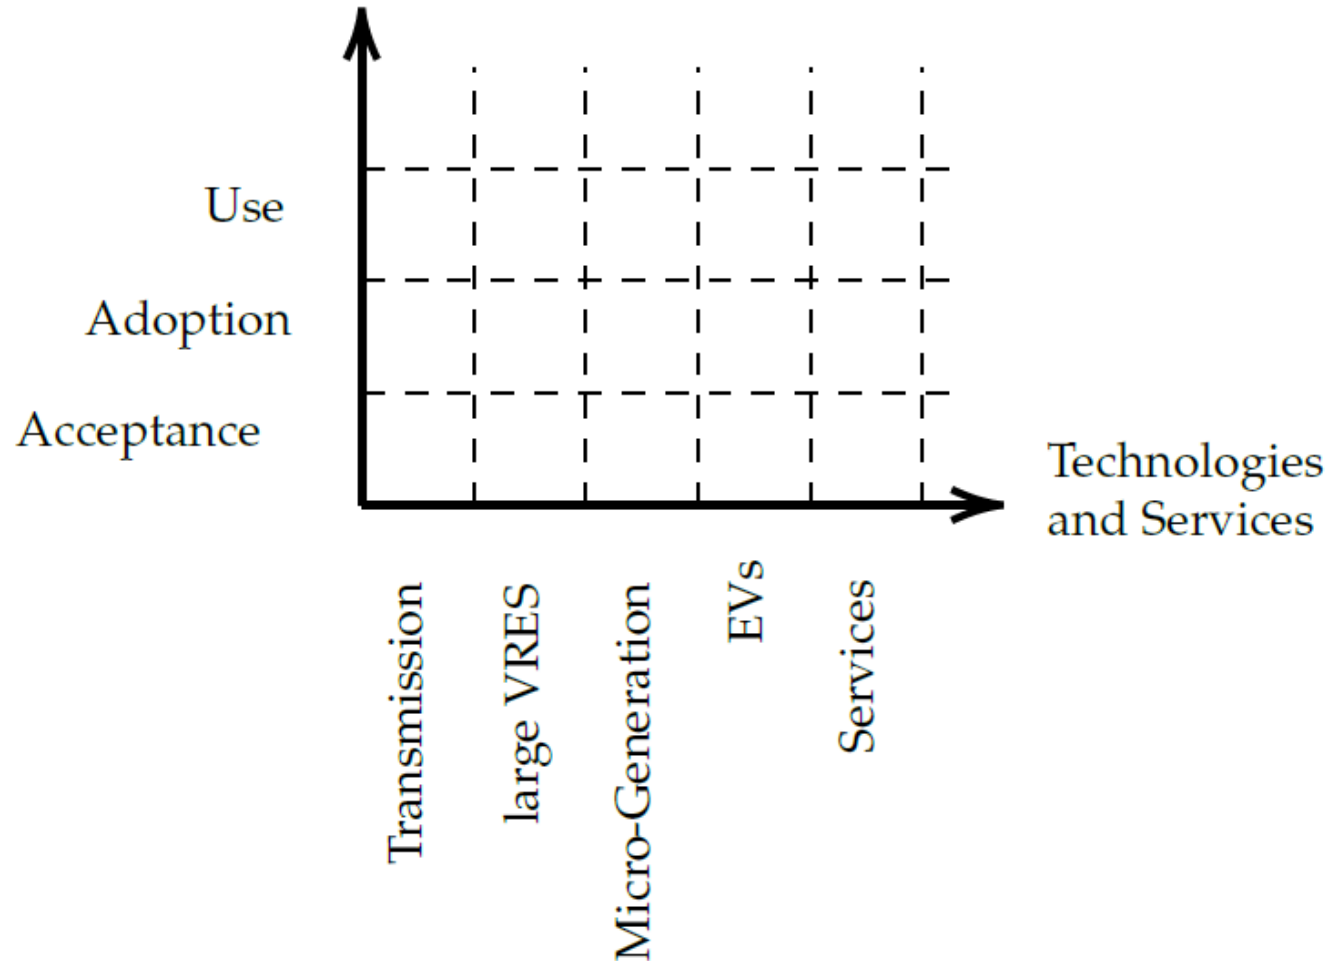 Use
Adoption
Acceptance
Technologies
and Services
Transmission
large VRES
Micro-Generation
EVs
Services